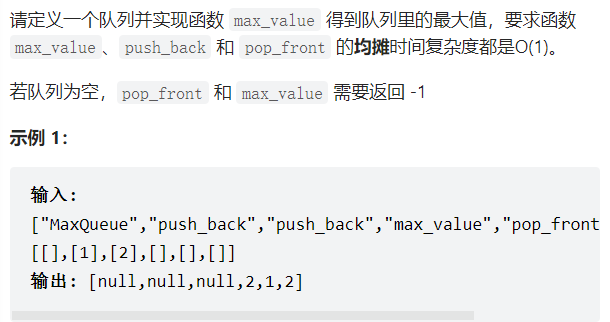 请定义一个队列并实现函数 max_value 得到队列里的最大值，要求函数
max_value、push_back 和 pop_front 的均摊时间复杂度都是O(1)。
若队列为空，pop_front 和 max_value 需要返回 -1
示例 1：
输入:
["MaxQueue","push_back","push_back","max_value","pop_front
[[],[1],[2],[],[],[]]
输出: [null,null,null,2,1,2]